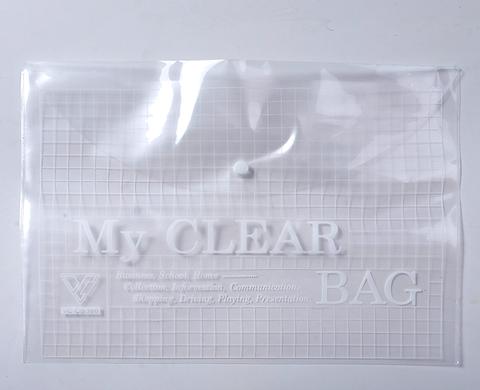 My CLEAR
BAG
Business, School, Home
Collection, Information, Communication
Shopping, Driving, Playing, Presentation